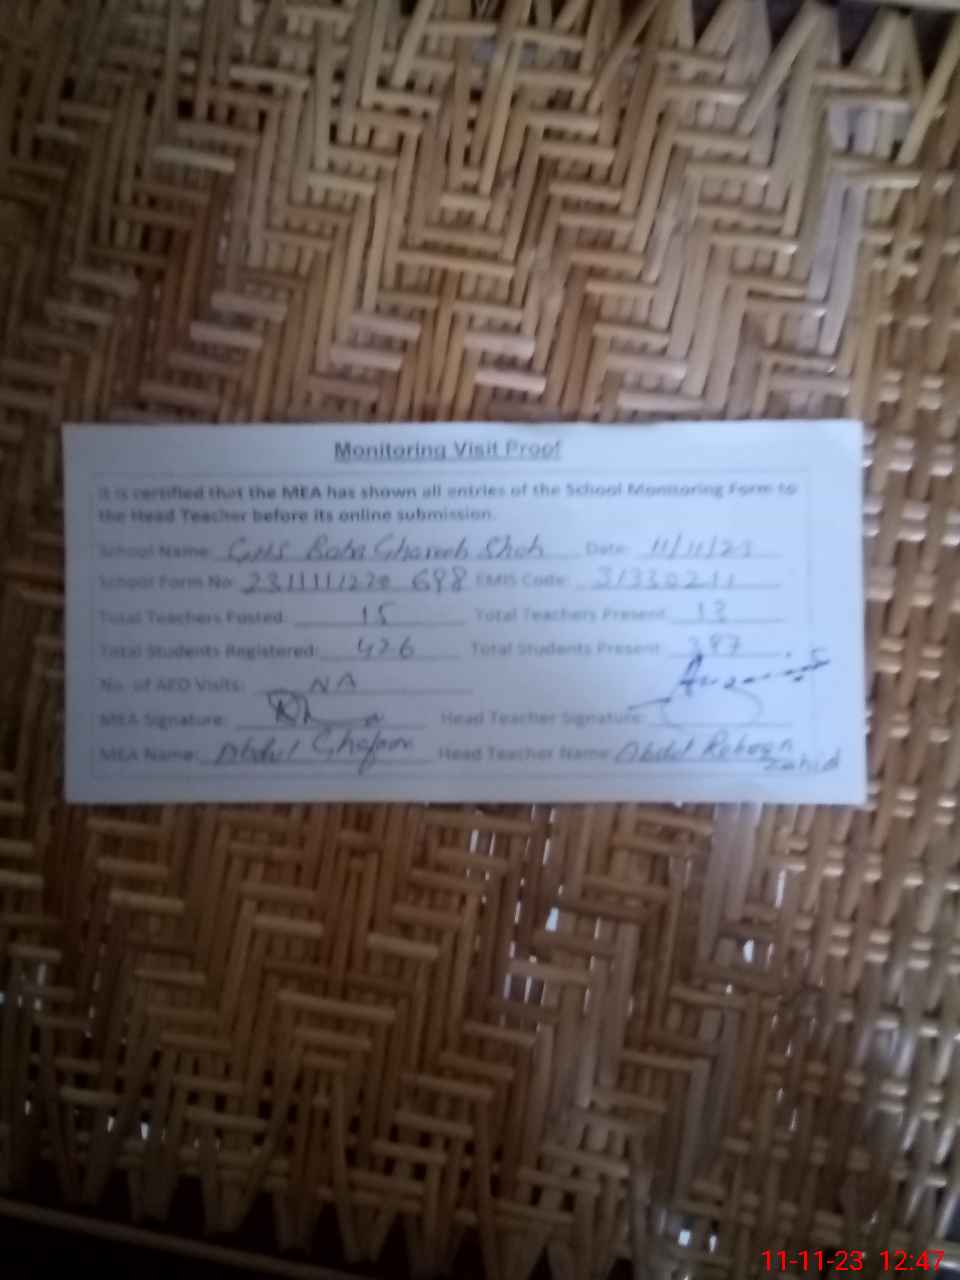 Monitoring Visit Proof
It is certified that the MEA has shown all entries of the School Monitoring Form to
the Head Teacher before its online submission.
School Name: GHS Baba Ghareeb Shah Date: 11/11/23
School Form No: 2311111220 698 EMIS Code: 31330211
Total Teachers Posted: 15 Total Teachers Present: 13
Total Students Registered: 426 Total Students Present: 387
No. of AEO Visits: NA
MEA Signature: Head Teacher Signature:
MEA Name: Abdul Ghafoor Head Teacher Name: Abdul Rehman
Zahid
11-11-23 12:47